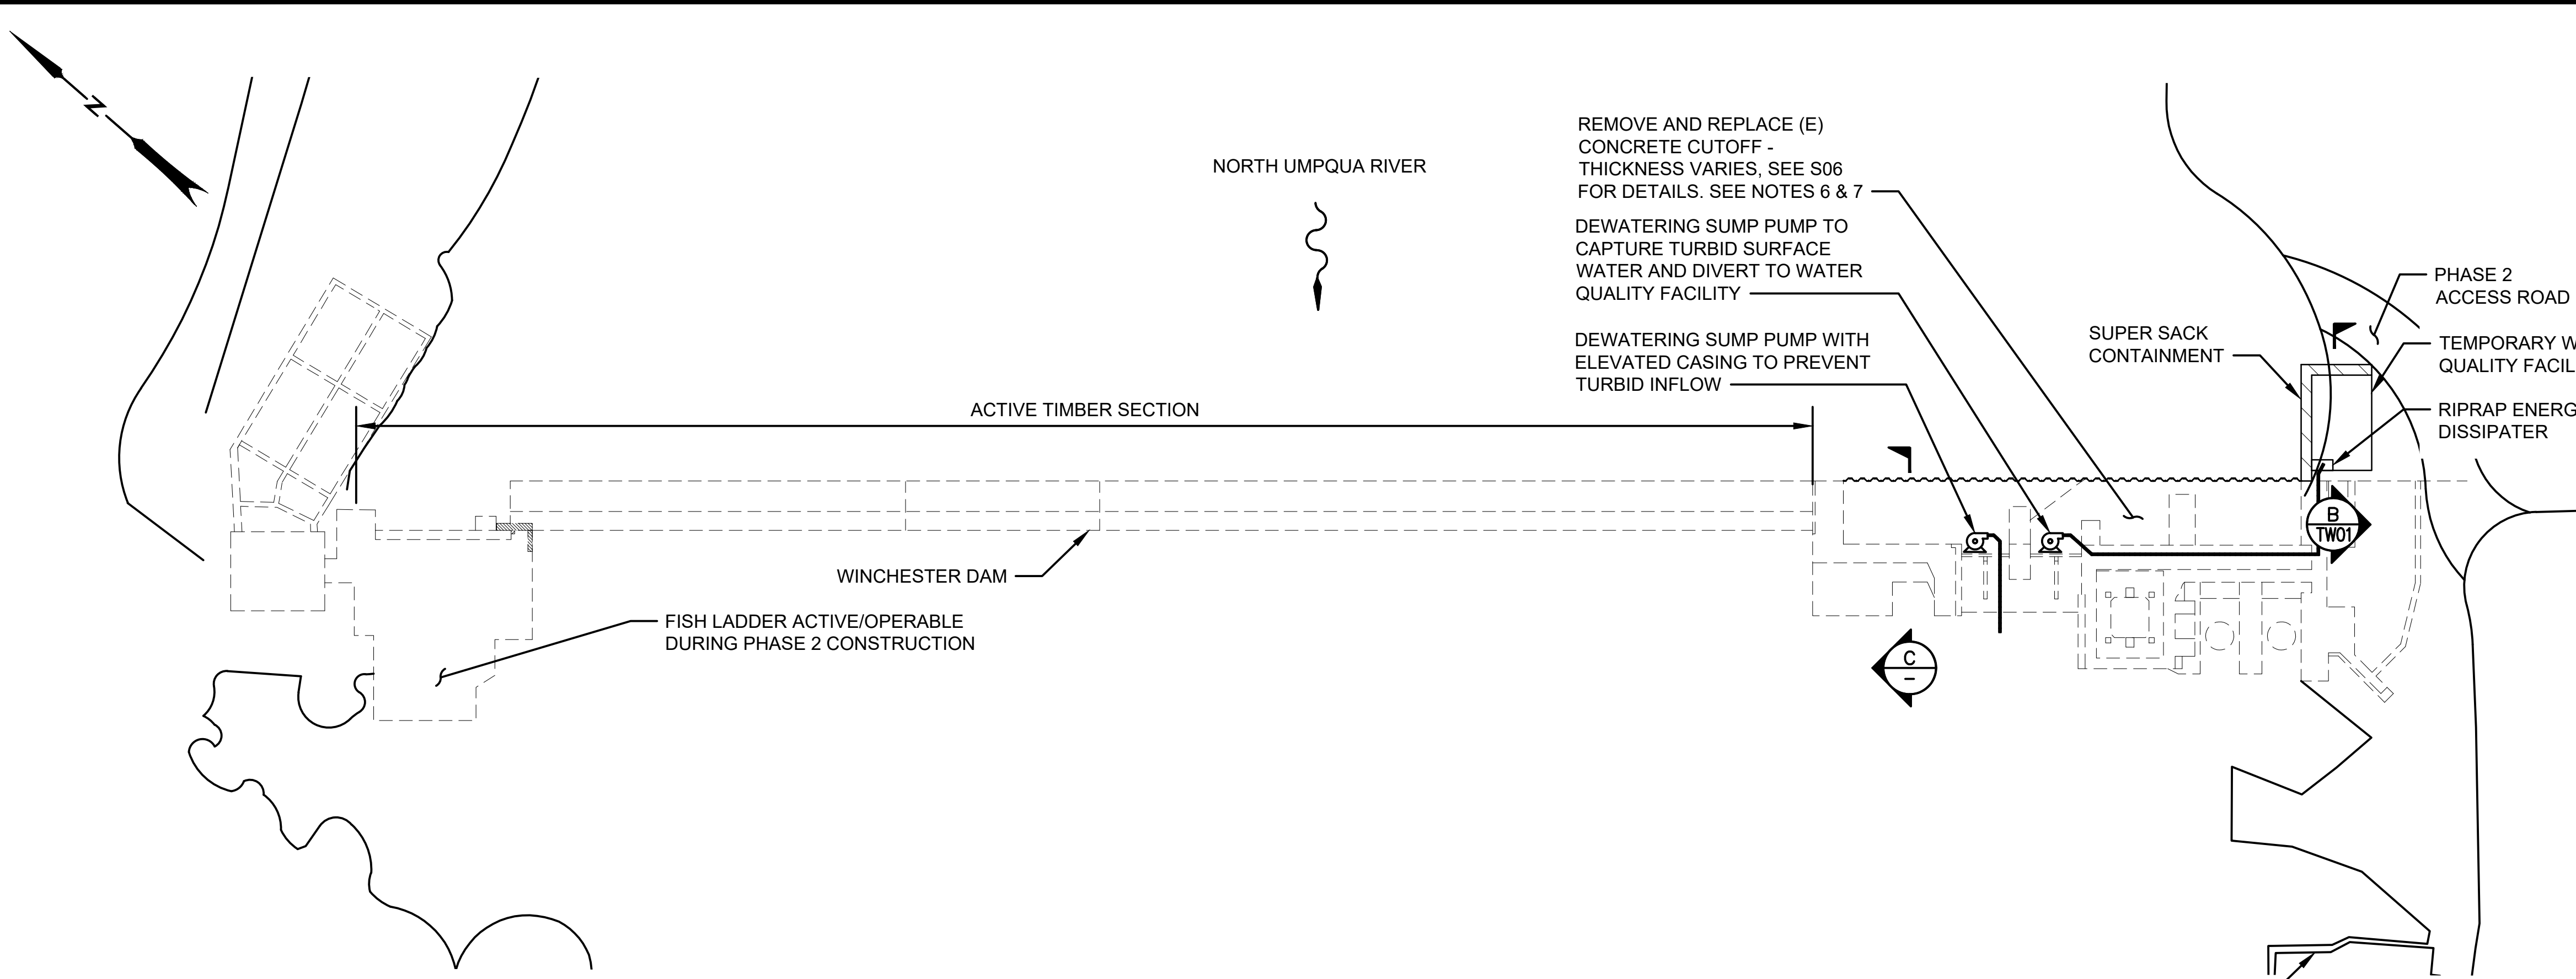 N
NORTH UMPQUA RIVER
REMOVE AND REPLACE (E)
CONCRETE CUTOFF -
THICKNESS VARIES, SEE S06
FOR DETAILS. SEE NOTES 6 & 7
DEWATERING SUMP PUMP TO
CAPTURE TURBID SURFACE
WATER AND DIVERT TO WATER
QUALITY FACILITY
DEWATERING SUMP PUMP WITH
ELEVATED CASING TO PREVENT
TURBID INFLOW
PHASE 2
ACCESS ROAD
SUPER SACK
CONTAINMENT
TEMPORARY W
QUALITY FACIL
RIPRAP ENERG
DISSIPATER
ACTIVE TIMBER SECTION
B
TW01
WINCHESTER DAM
FISH LADDER ACTIVE/OPERABLE
DURING PHASE 2 CONSTRUCTION
C
–